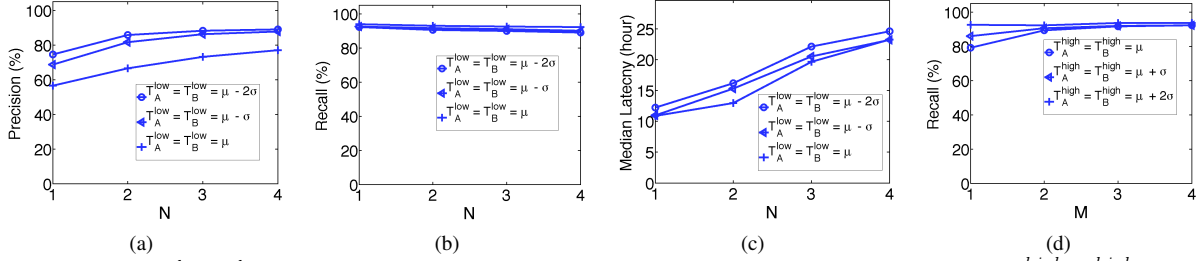 Precision (%)
100
80
60
40
20
0
T_A^low = T_B^low = μ - 2σ
T_A^low = T_B^low = μ - σ
T_A^low = T_B^low = μ
1 2 3 4
N
(a)
Recall (%)
100
80
60
40
20
0
T_A^low = T_B^low = μ - 2σ
T_A^low = T_B^low = μ - σ
T_A^low = T_B^low = μ
1 2 3 4
N
(b)
Median Latecny (hour)
25
20
15
10
5
0
T_A^low = T_B^low = μ - 2σ
T_A^low = T_B^low = μ - σ
T_A^low = T_B^low = μ
1 2 3 4
N
(c)
Recall (%)
100
80
60
40
20
0
T_A^high = T_B^high = μ
T_A^high = T_B^high = μ + σ
T_A^high = T_B^high = μ + 2σ
1 2 3 4
M
(d)